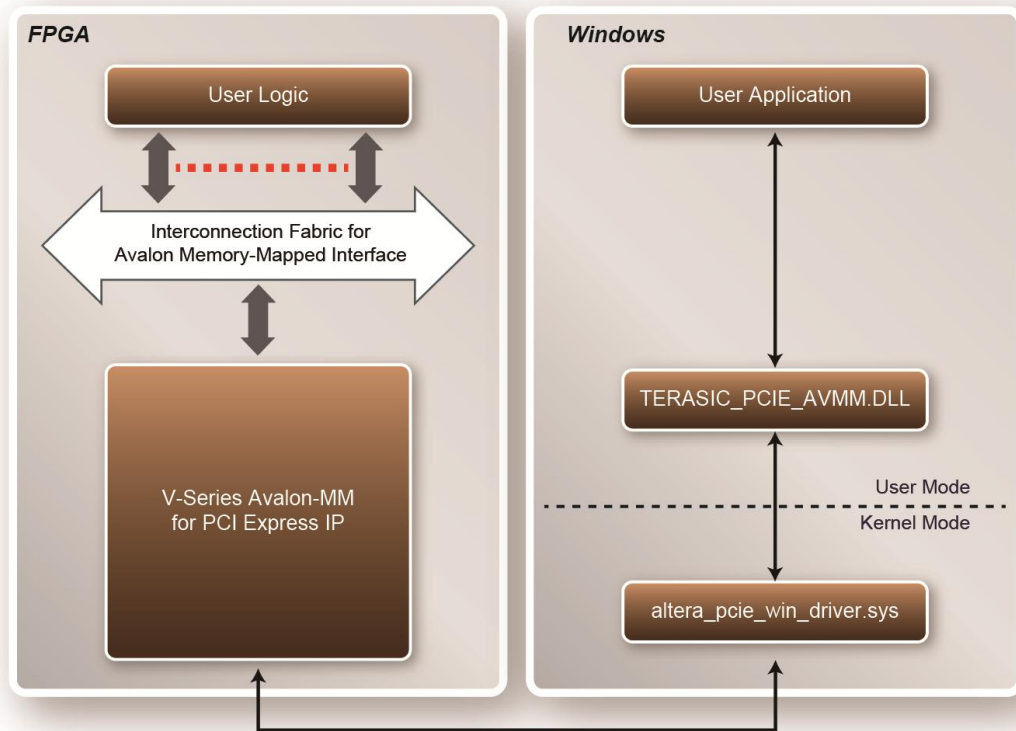 FPGA
User Logic
Interconnection Fabric for
Avalon Memory-Mapped Interface
V-Series Avalon-MM
for PCI Express IP
Windows
User Application
TERASIC_PCIE_AVMM.DLL
User Mode
Kernel Mode
altera_pcie_win_driver.sys